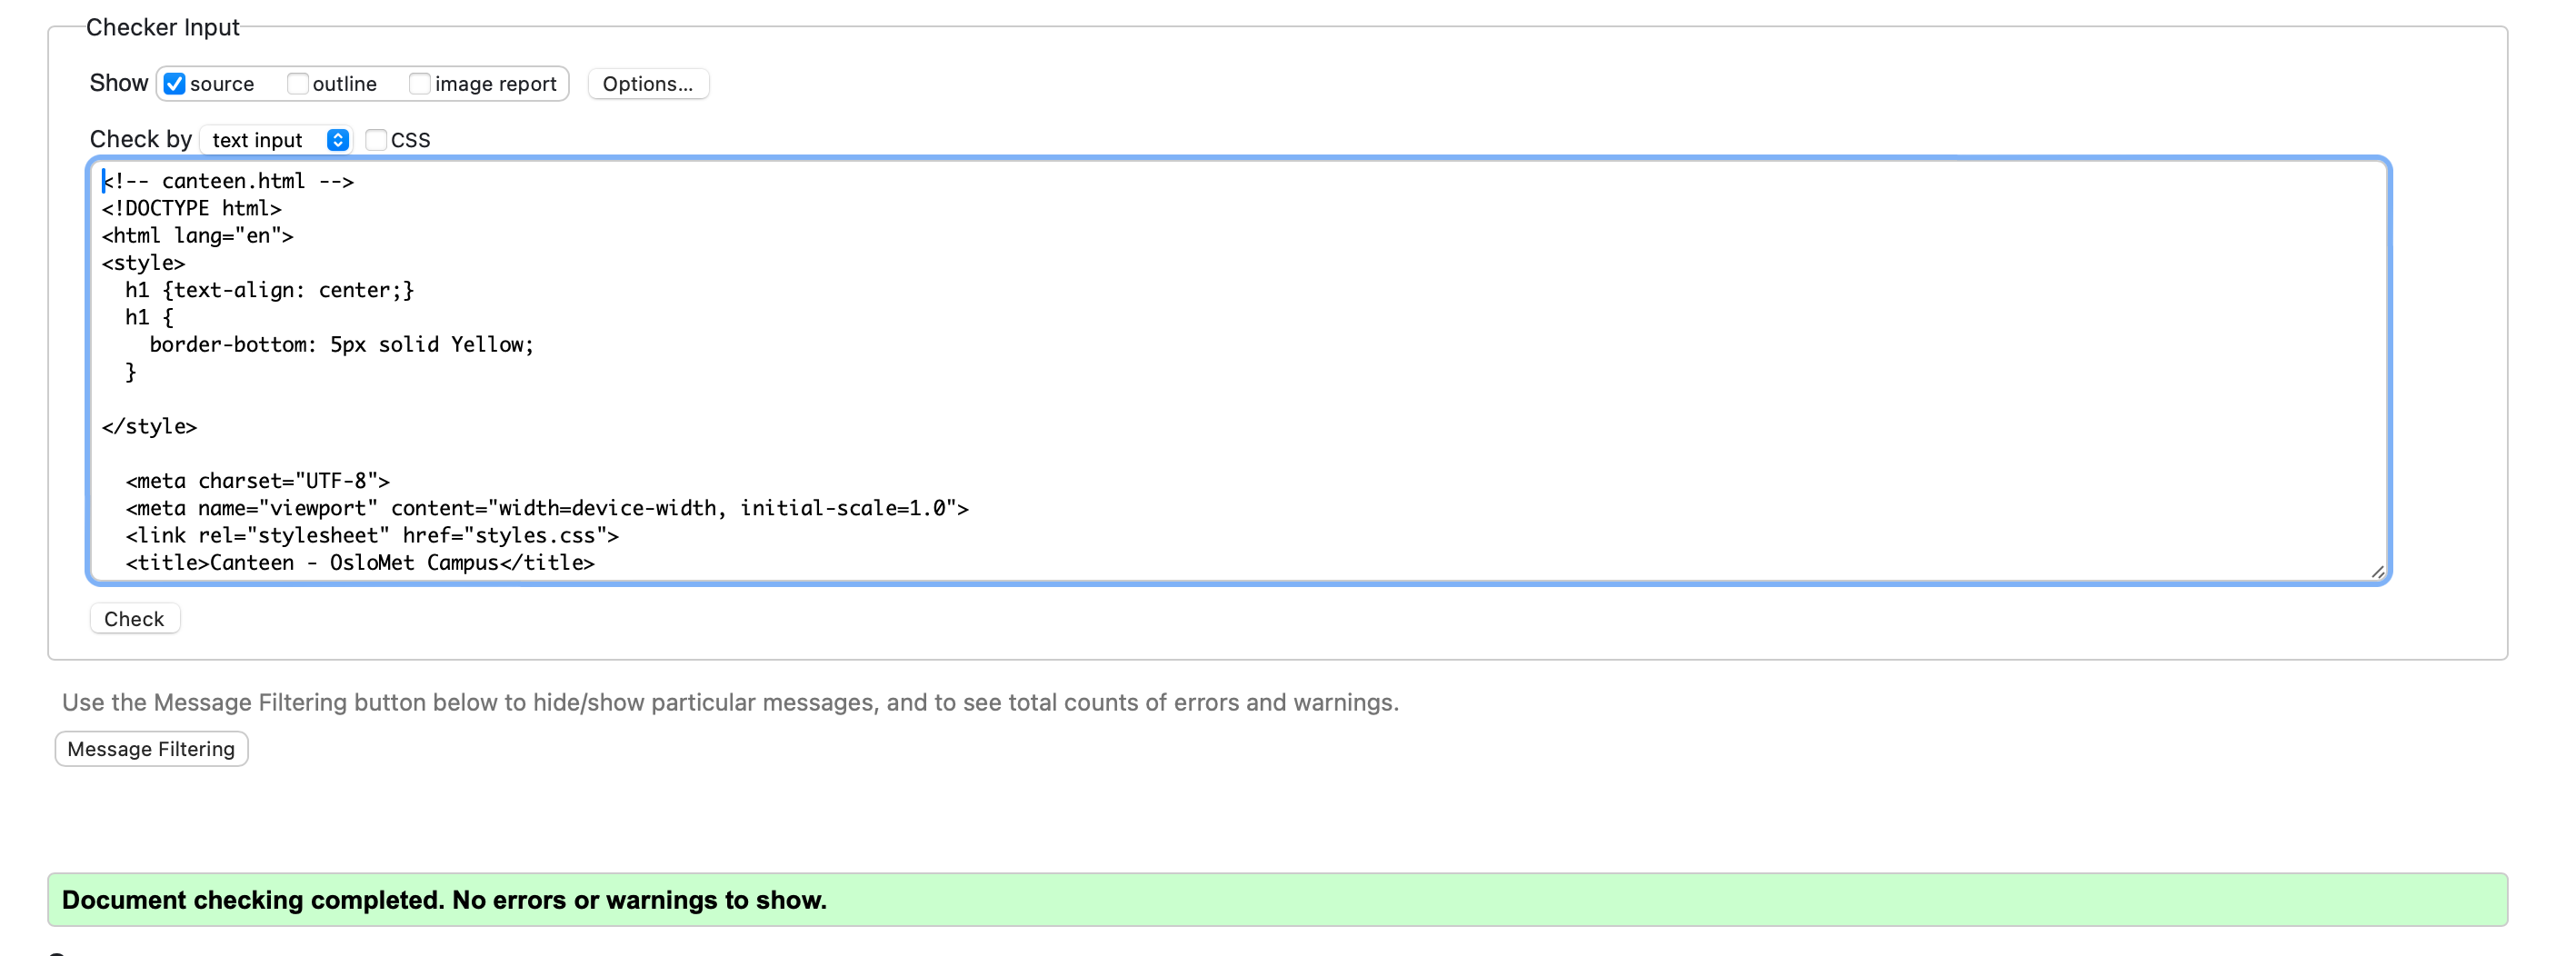 Checker Input
Show source outline image report Options...
Check by text input CSS
<!-- canteen.html -->
<!DOCTYPE html>
<html lang="en">
<style>
  h1 {text-align: center;}
  h1 {
    border-bottom: 5px solid Yellow;
  }
</style>
  <meta charset="UTF-8">
  <meta name="viewport" content="width=device-width, initial-scale=1.0">
  <link rel="stylesheet" href="styles.css">
  <title>Canteen - OsloMet Campus</title>
Check
Use the Message Filtering button below to hide/show particular messages, and to see total counts of errors and warnings.
Message Filtering
Document checking completed. No errors or warnings to show.